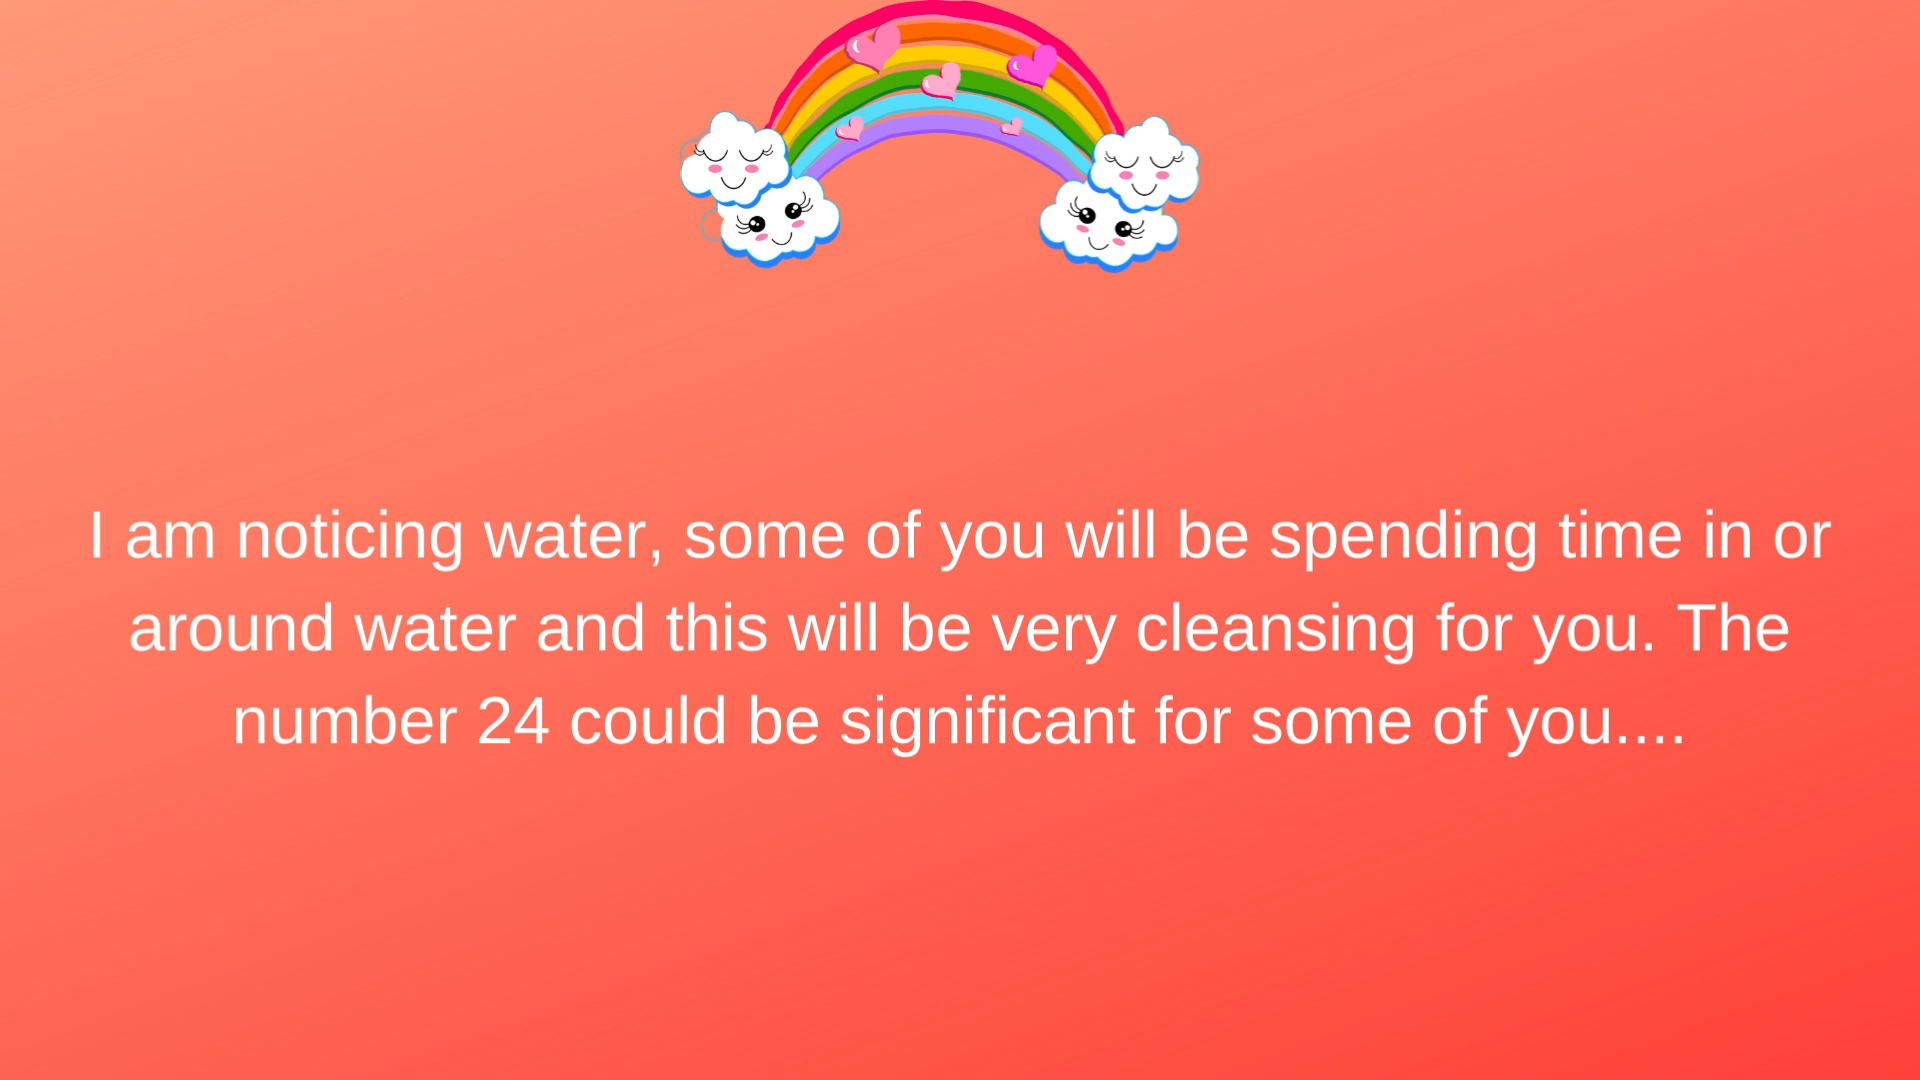 I am noticing water, some of you will be spending time in or
around water and this will be very cleansing for you. The
number 24 could be significant for some of you....